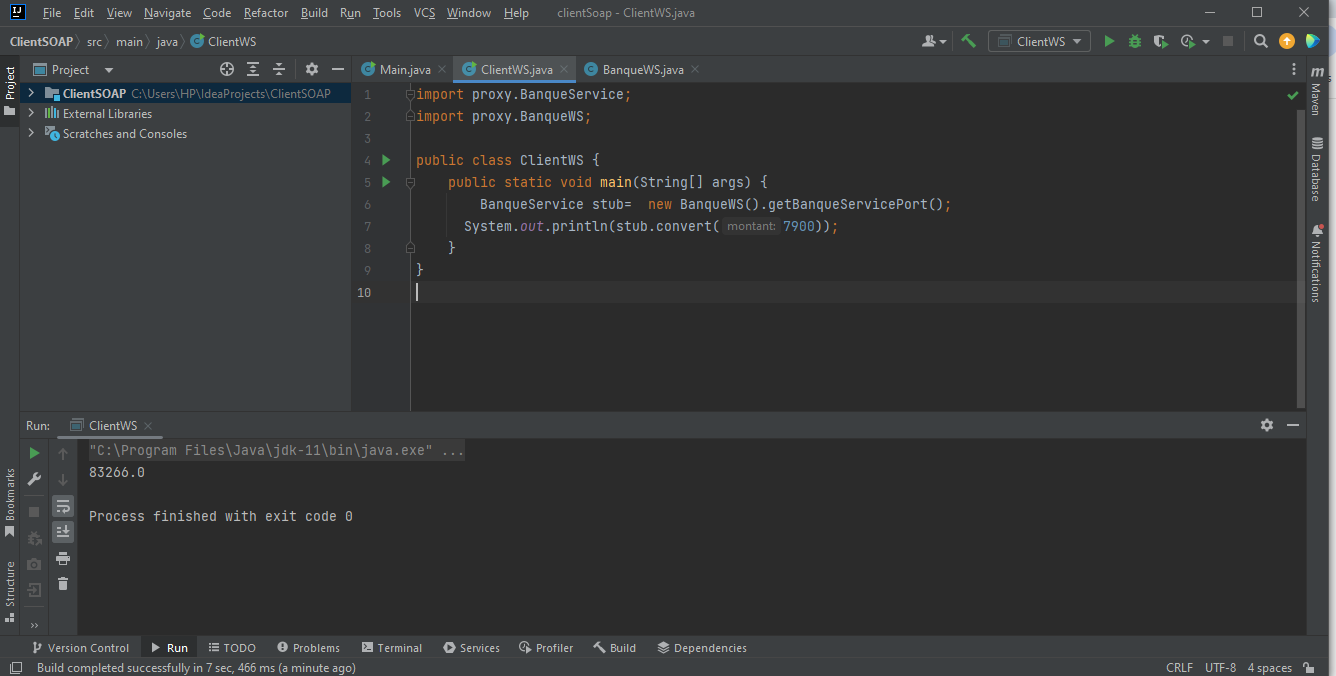 File Edit View Navigate Code Refactor Build Run Tools VCS Window Help clientSoap - ClientWS.java
ClientSOAP src main java ClientWS ClientWS
Project
Project
ClientSOAP C:\Users\HP\IdeaProjects\ClientSOAP
External Libraries
Scratches and Consoles
Main.java ClientWS.java BanqueWS.java
1 import proxy.BanqueService;
2 import proxy.BanqueWS;
3
4 public class ClientWS {
5 public static void main(String[] args) {
6 BanqueService stub= new BanqueWS().getBanqueServicePort();
7 System.out.println(stub.convert( montant: 7900));
8 }
9 }
10
m Maven
Database
Notifications
Run: ClientWS
"C:\Program Files\Java\jdk-11\bin\java.exe" ...
83266.0
Process finished with exit code 0
Bookmarks
Structure
Version Control Run TODO Problems Terminal Services Profiler Build Dependencies
Build completed successfully in 7 sec, 466 ms (a minute ago) CRLF UTF-8 4 spaces